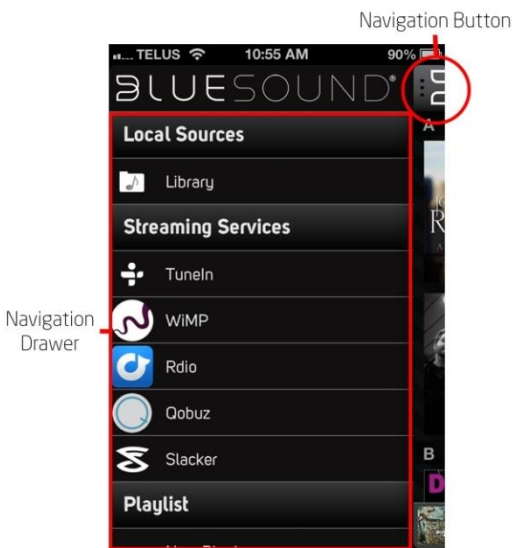 Navigation Button
TELUS 10:55 AM 90%
BLUESOUND®
Local Sources
A
Library
Streaming Services
R
TuneIn
Navigation
Drawer
WiMP
Rdio
Qobuz
B
Slacker
D
Playlist